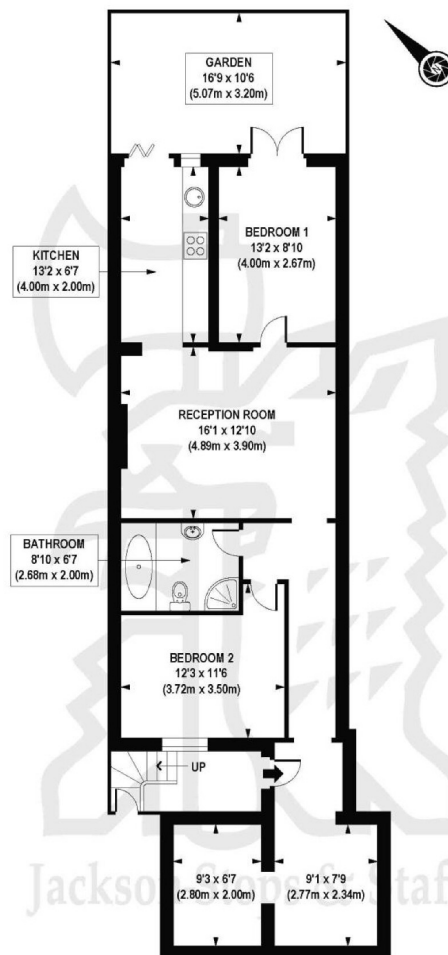 GARDEN
16'9 x 10'6
(5.07m x 3.20m)
KITCHEN
13'2 x 6'7
(4.00m x 2.00m)
BEDROOM 1
13'2 x 8'10
(4.00m x 2.67m)
RECEPTION ROOM
16'1 x 12'10
(4.89m x 3.90m)
BATHROOM
8'10 x 6'7
(2.68m x 2.00m)
BEDROOM 2
12'3 x 11'6
(3.72m x 3.50m)
UP
9'3 x 6'7
(2.80m x 2.00m)
9'1 x 7'9
(2.77m x 2.34m)
Jackson Stops & Staf